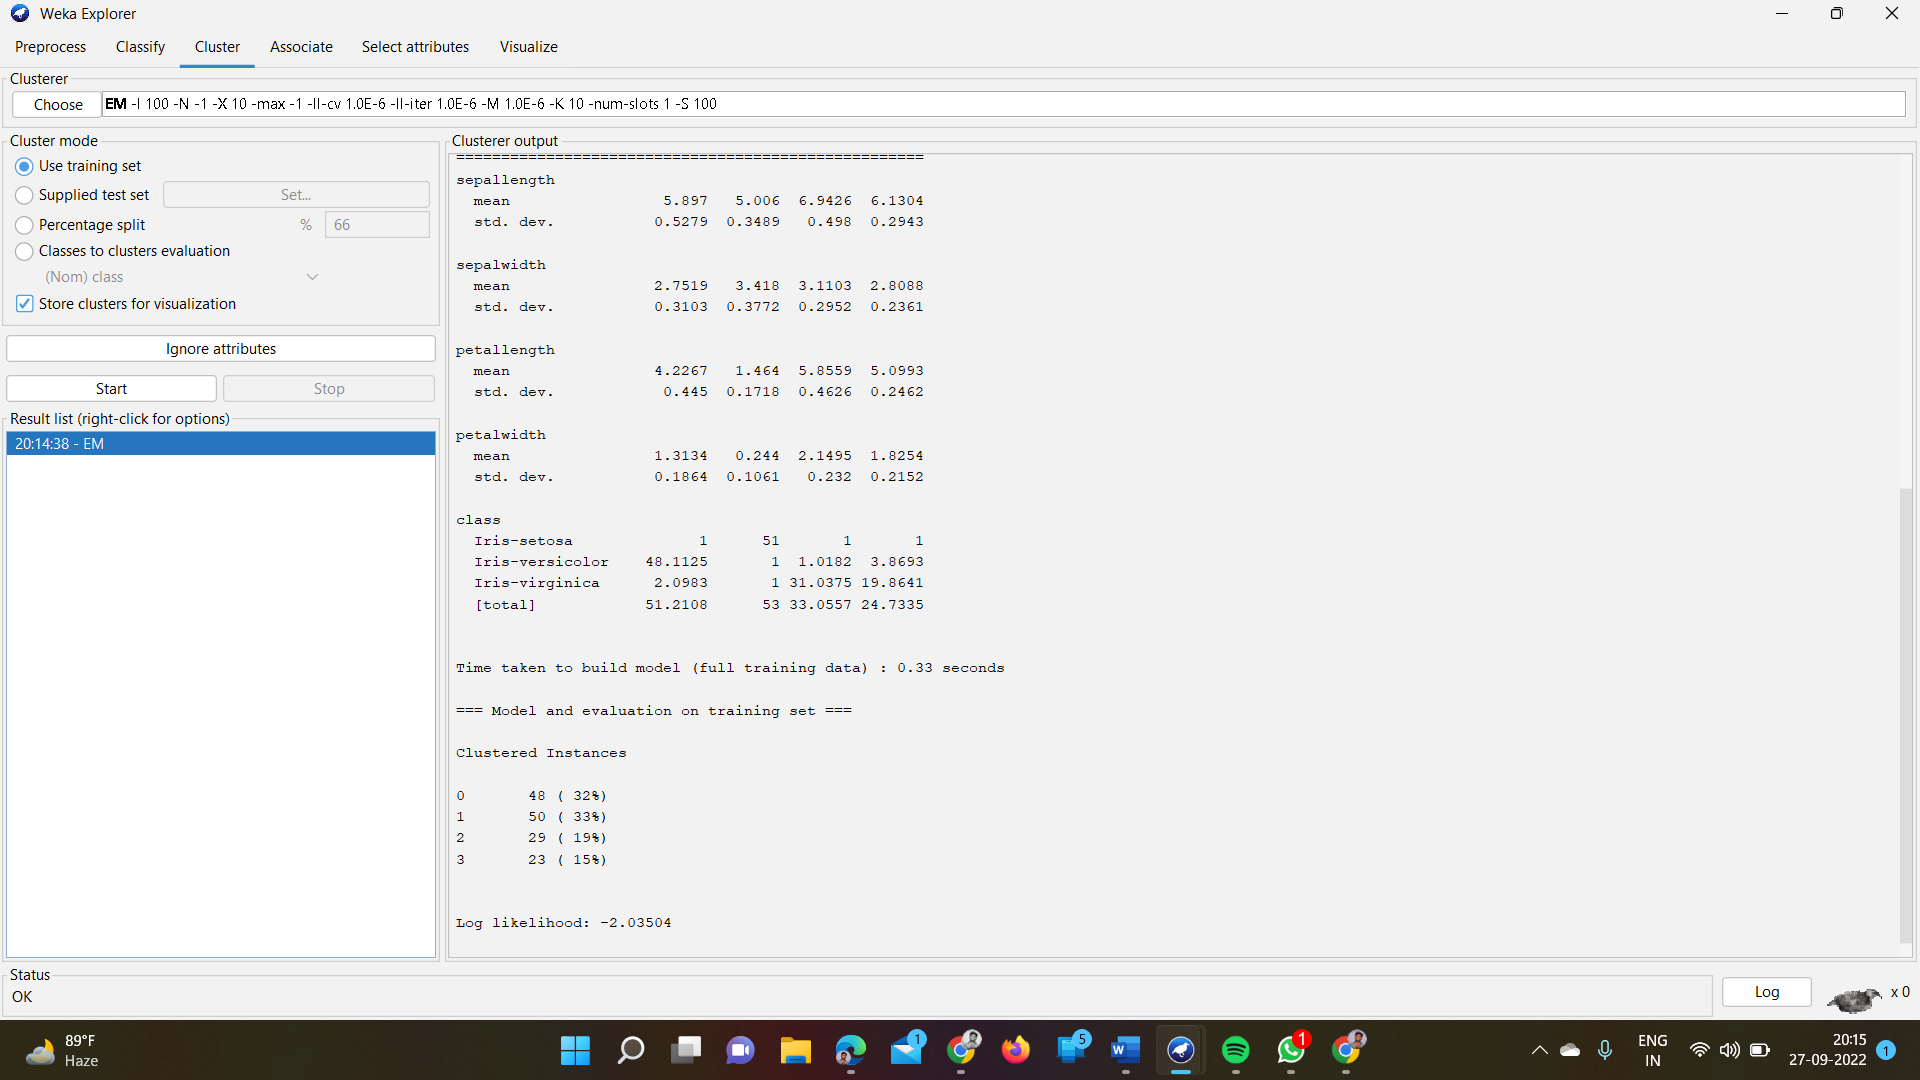 Weka Explorer
Preprocess Classify Cluster Associate Select attributes Visualize
Clusterer
Choose EM -I 100 -N -1 -X 10 -max -1 -ll-cv 1.0E-6 -ll-iter 1.0E-6 -M 1.0E-6 -K 10 -num-slots 1 -S 100
Cluster mode
Use training set
Supplied test set Set...
Percentage split % 66
Classes to clusters evaluation
(Nom) class
Store clusters for visualization
Ignore attributes
Start Stop
Result list (right-click for options)
20:14:38 - EM
Clusterer output
====================================================
sepallength
mean 5.897 5.006 6.9426 6.1304
std. dev. 0.5279 0.3489 0.498 0.2943
sepalwidth
mean 2.7519 3.418 3.1103 2.8088
std. dev. 0.3103 0.3772 0.2952 0.2361
petallength
mean 4.2267 1.464 5.8559 5.0993
std. dev. 0.445 0.1718 0.4626 0.2462
petalwidth
mean 1.3134 0.244 2.1495 1.8254
std. dev. 0.1864 0.1061 0.232 0.2152
class
Iris-setosa 1 51 1 1
Iris-versicolor 48.1125 1 1.0182 3.8693
Iris-virginica 2.0983 1 31.0375 19.8641
[total] 51.2108 53 33.0557 24.7335
Time taken to build model (full training data) : 0.33 seconds
=== Model and evaluation on training set ===
Clustered Instances
0 48 ( 32%)
1 50 ( 33%)
2 29 ( 19%)
3 23 ( 15%)
Log likelihood: -2.03504
Status
OK
Log x 0
89°F
Haze
1
5
W
1
ENG
IN
20:15
27-09-2022
1